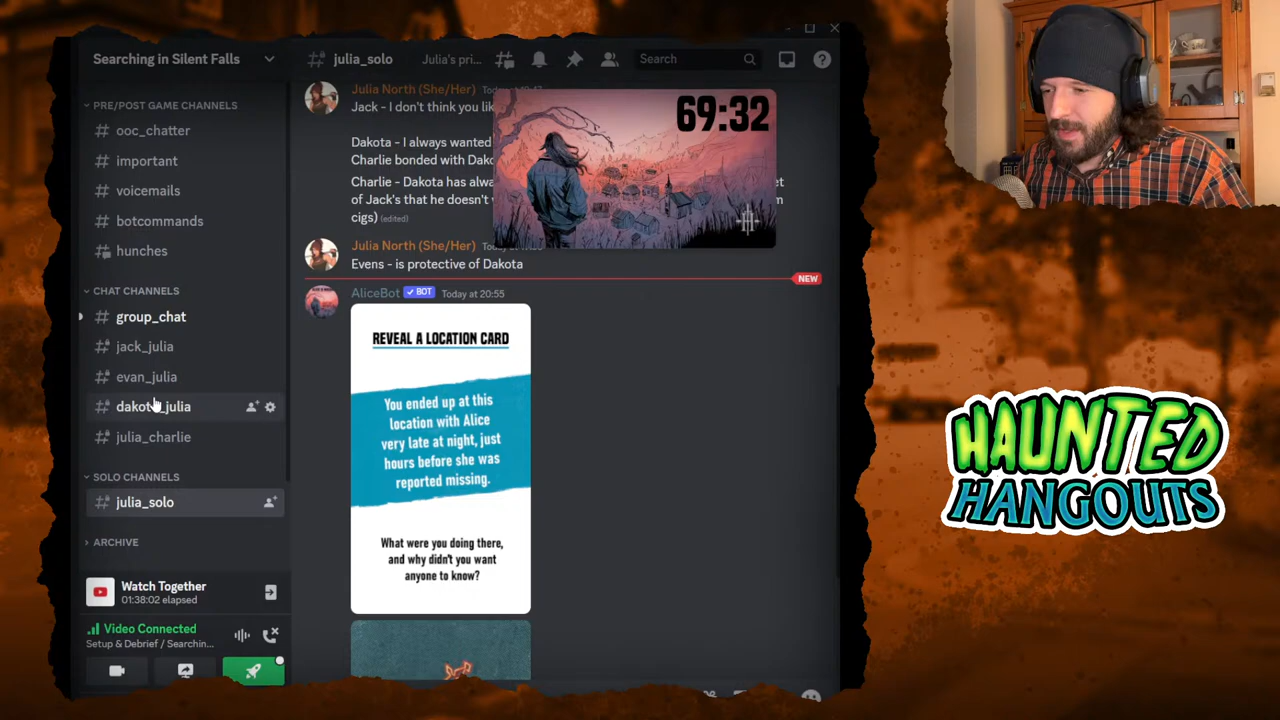 Searching in Silent Falls
PRE/POST GAME CHANNELS
ooc_chatter
important
voicemails
botcommands
hunches
CHAT CHANNELS
group_chat
jack_julia
evan_julia
julia
julia_charlie
SOLO CHANNELS
julia_solo
ARCHIVE
Watch Together
01:38:02 elapsed
Video Connected
Setup & Debrief / Searchin...
julia_solo
Julia's pri...
Search
Julia North (She/Her)
Jack - I don't think you
Dakota - I always wanted
Charlie bonded with
Charlie - Dakota has
of Jack's that he doesn't
cigs) (edited)
69:32
Julia North (She/Her)
Evens - is protective of Dakota
NEW
AliceBot ✓ BOT Today at 20:55
REVEAL A LOCATION CARD
You ended up at this
location with Alice
very late at night, just
hours before she was
reported missing.
What were you doing there,
and why didn't you want
anyone to know?
HAUNTED
HANGOUTS